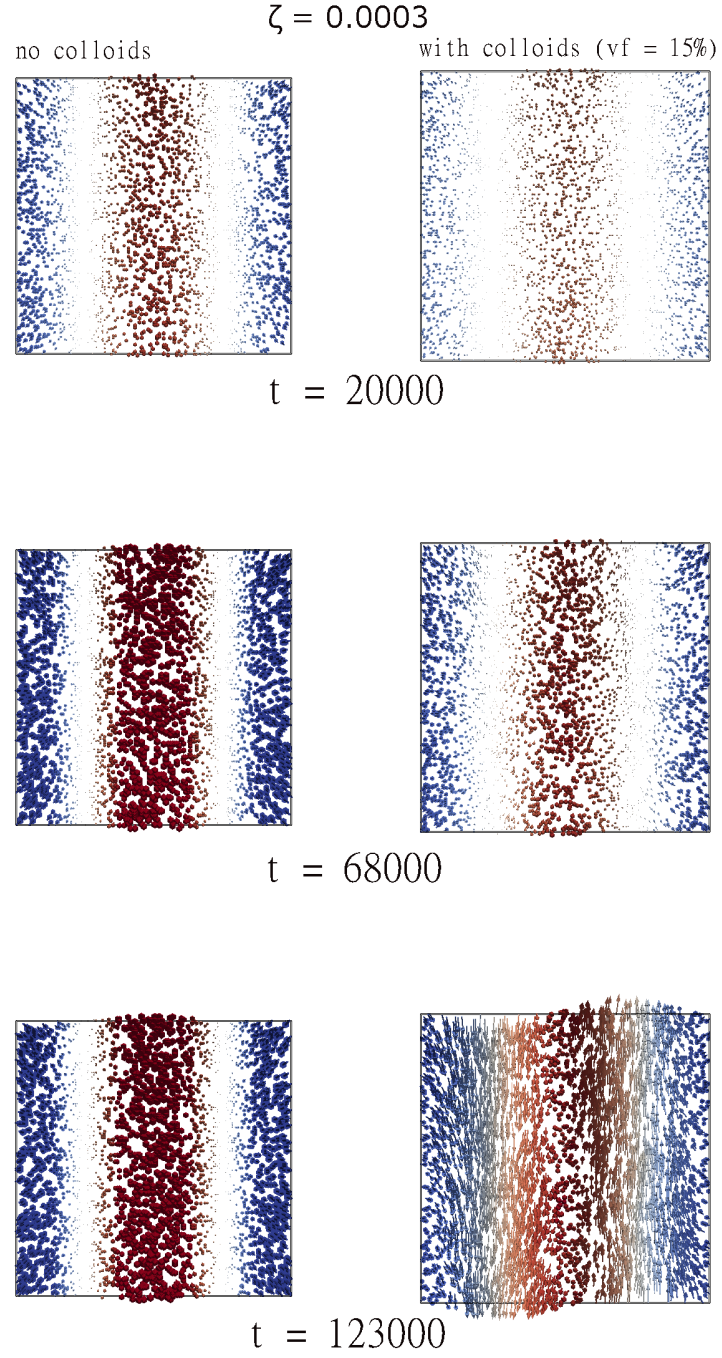 ζ = 0.0003
no colloids
with colloids (vf = 15%)
t = 20000
t = 68000
t = 123000